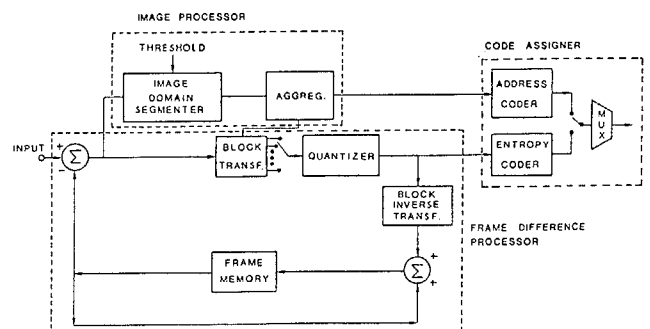 IMAGE PROCESSOR
THRESHOLD
CODE ASSIGNER
IMAGE
DOMAIN
SEGMENTER
AGGREG.
ADDRESS
CODER
MUX
INPUT
+
Σ
−
BLOCK
TRANSF.
QUANTIZER
ENTROPY
CODER
BLOCK
INVERSE
TRANSF.
FRAME DIFFERENCE
PROCESSOR
FRAME
MEMORY
Σ
+
+